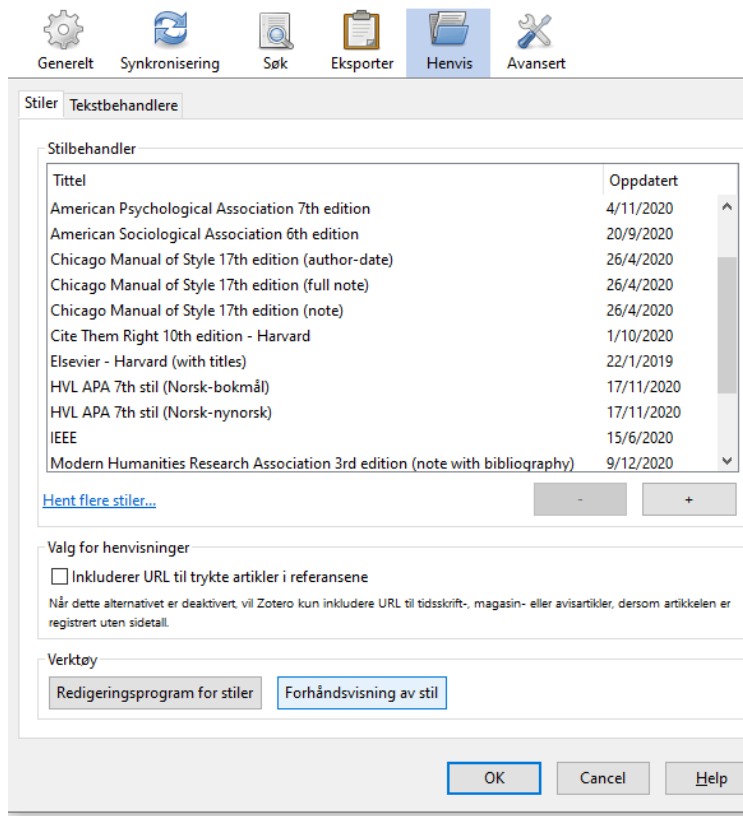 Generelt Synkronisering Søk Eksporter Henvis Avansert
Stiler Tekstbehandlere
Stilbehandler
Tittel Oppdatert
American Psychological Association 7th edition 4/11/2020
American Sociological Association 6th edition 20/9/2020
Chicago Manual of Style 17th edition (author-date) 26/4/2020
Chicago Manual of Style 17th edition (full note) 26/4/2020
Chicago Manual of Style 17th edition (note) 26/4/2020
Cite Them Right 10th edition - Harvard 1/10/2020
Elsevier - Harvard (with titles) 22/1/2019
HVL APA 7th stil (Norsk-bokmål) 17/11/2020
HVL APA 7th stil (Norsk-nynorsk) 17/11/2020
IEEE 15/6/2020
Modern Humanities Research Association 3rd edition (note with bibliography) 9/12/2020
Hent flere stiler... - +
Valg for henvisninger
Inkluderer URL til trykte artikler i referansene
Når dette alternativet er deaktivert, vil Zotero kun inkludere URL til tidsskrift-, magasin- eller avisartikler, dersom artikkelen er
registrert uten sidetall.
Verktøy
Redigeringsprogram for stiler Forhåndsvisning av stil
OK Cancel Help